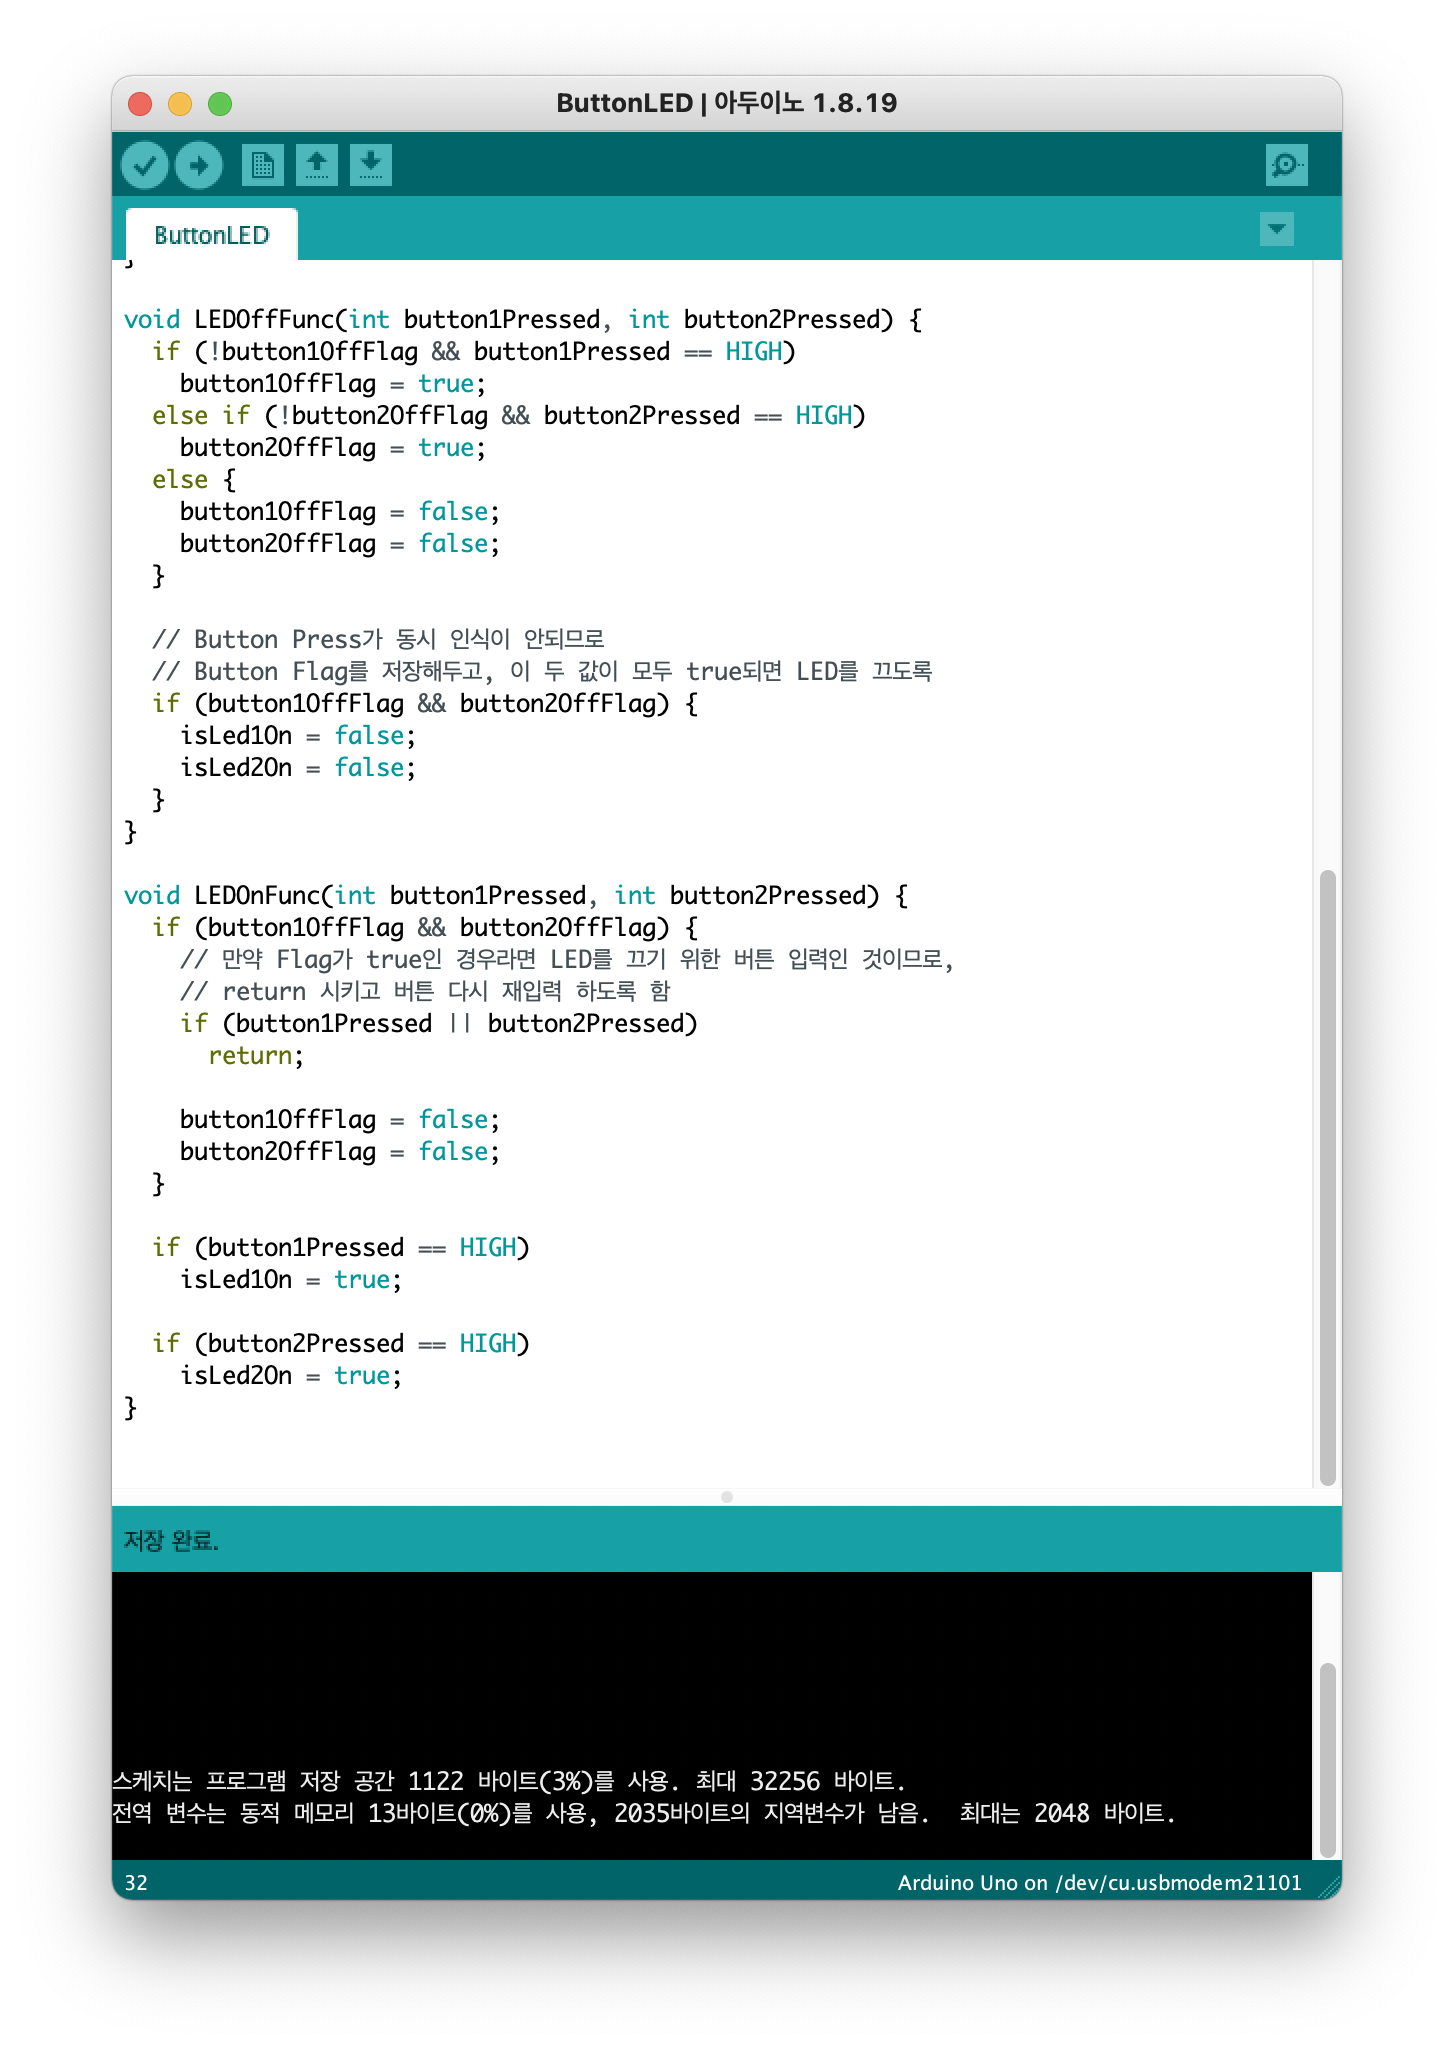 ButtonLED | 아두이노 1.8.19
ButtonLED
}
void LEDOffFunc(int button1Pressed, int button2Pressed) {
  if (!button1OffFlag && button1Pressed == HIGH)
    button1OffFlag = true;
  else if (!button2OffFlag && button2Pressed == HIGH)
    button2OffFlag = true;
  else {
    button1OffFlag = false;
    button2OffFlag = false;
  }
  // Button Press가 동시 인식이 안되므로
  // Button Flag를 저장해두고, 이 두 값이 모두 true되면 LED를 끄도록
  if (button1OffFlag && button2OffFlag) {
    isLed1On = false;
    isLed2On = false;
  }
}
void LEDOnFunc(int button1Pressed, int button2Pressed) {
  if (button1OffFlag && button2OffFlag) {
    // 만약 Flag가 true인 경우라면 LED를 끄기 위한 버튼 입력인 것이므로,
    // return 시키고 버튼 다시 재입력 하도록 함
    if (button1Pressed || button2Pressed)
      return;
    button1OffFlag = false;
    button2OffFlag = false;
  }
  if (button1Pressed == HIGH)
    isLed1On = true;
  if (button2Pressed == HIGH)
    isLed2On = true;
}
저장 완료.
스케치는 프로그램 저장 공간 1122 바이트(3%)를 사용. 최대 32256 바이트.
전역 변수는 동적 메모리 13바이트(0%)를 사용, 2035바이트의 지역변수가 남음.  최대는 2048 바이트.
32
Arduino Uno on /dev/cu.usbmodem21101